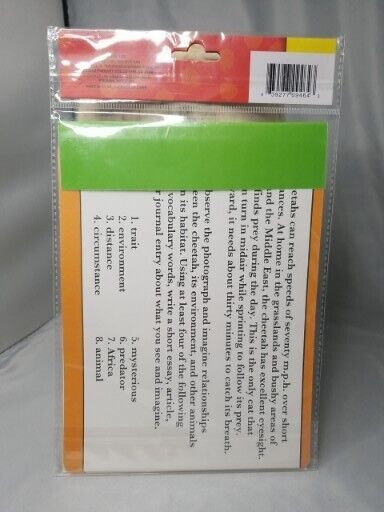 etahs can reach speeds of seventy m.p.h. over short
ances. At home in the grasslands and bushy areas of
and the Middle East, the cheetah has excellent eyesight.
finds prey during the day. This is the only cat that
n turn in midair while sprinting to follow its prey.
ward, it needs about thirty minutes to catch its breath.
bserve the photograph and imagine relationships
een the cheetah, its environment, and other animals
n its habitat. Using at least four of the following
vocabulary words, write a short essay, article,
r journal entry about what you see and imagine.
1. trait
2. environment
3. distance
4. circumstance
5. mysterious
6. predator
7. Africa
8. animal